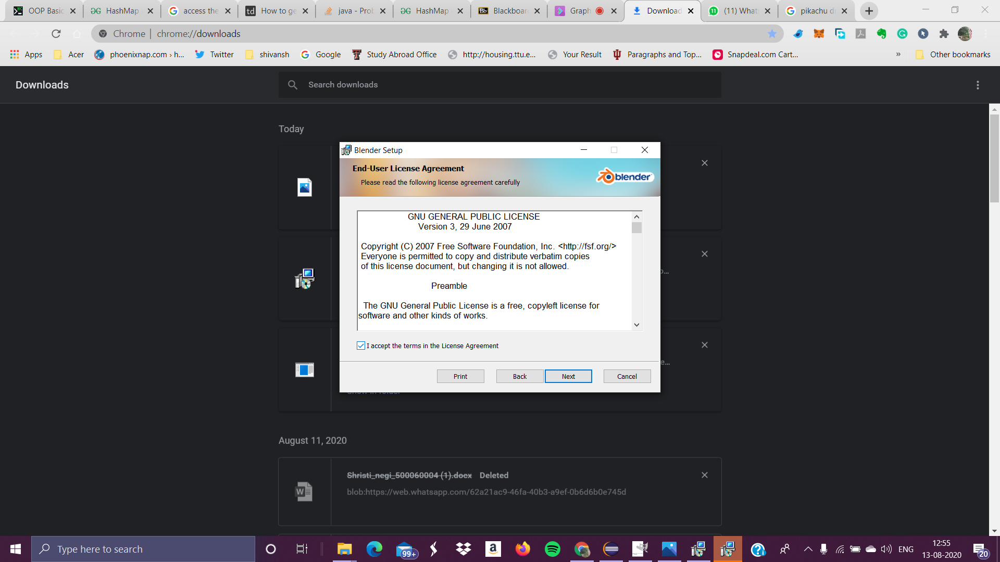 OOP Basic
HashMap
access the
How to ge
java - Prob
HashMap
Blackboar
Graph
Download
(11) What
pikachu d
Chrome | chrome://downloads
Apps
Acer
phoenixnap.com › h...
Twitter
shivansh
Google
Study Abroad Office
http://housing.ttu.e...
Your Result
Paragraphs and Top...
Snapdeal.com Cart...
»
Other bookmarks
Downloads
Search downloads
Today
Blender Setup
End-User License Agreement
Please read the following license agreement carefully
blender
GNU GENERAL PUBLIC LICENSE
Version 3, 29 June 2007
Copyright (C) 2007 Free Software Foundation, Inc. <http://fsf.org/>
Everyone is permitted to copy and distribute verbatim copies
of this license document, but changing it is not allowed.
Preamble
The GNU General Public License is a free, copyleft license for
software and other kinds of works.
I accept the terms in the License Agreement
Print
Back
Next
Cancel
August 11, 2020
Shristi_negi_500060004 (1).docx Deleted
blob:https://web.whatsapp.com/62a21ac9-46fa-40b3-a9ef-0b6d6b0e745d
Type here to search
99+
ENG
12:55
13-08-2020
20